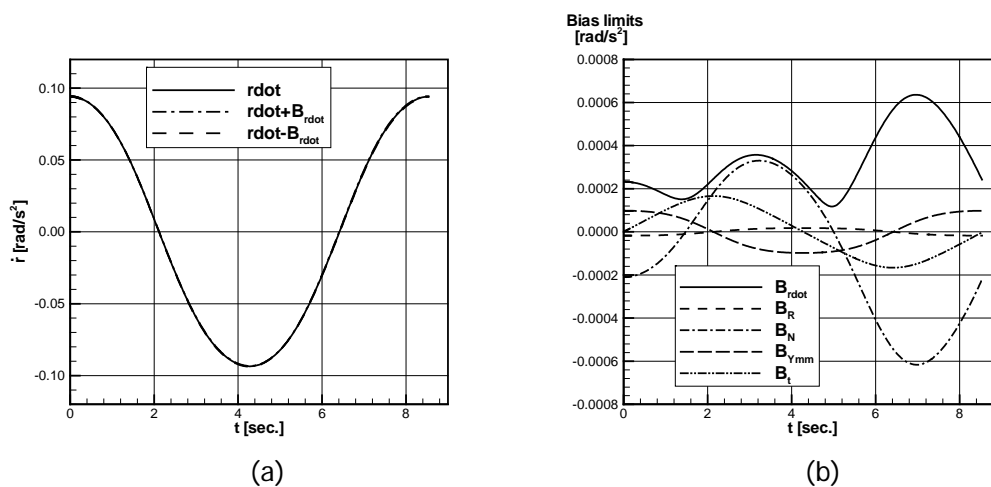 rdot
rdot+Brdot
rdot-Brdot
0.10
0.05
0.00
-0.05
-0.10
ṙ [rad/s²]
0 2 4 6 8
t [sec.]
(a)
Bias limits
[rad/s²]
0.0008
0.0006
0.0004
0.0002
0.0000
-0.0002
-0.0004
-0.0006
-0.0008
Brdot
BR
BN
BYmm
Bt
0 2 4 6 8
t [sec.]
(b)